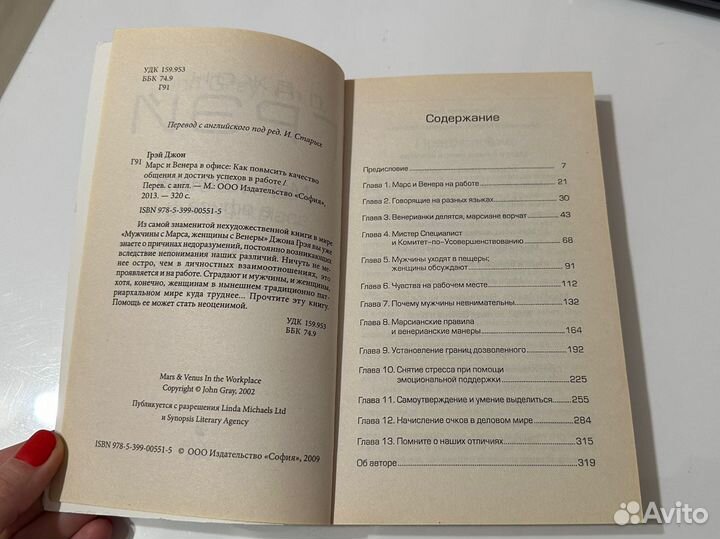 УДК 159.953
ББК 74.9
Г91
Перевод с английского под ред. И. Старых
Грэй Джон
Г91 Марс и Венера в офисе: Как повысить качество
общения и достичь успехов в работе /
Перев. с англ. — М.: ООО Издательство «София»,
2013. — 320 с.
ISBN 978-5-399-00551-5
Из самой знаменитой нехудожественной книги в мире
«Мужчины с Марса, женщины с Венеры» Джона Грэя вы уже
знаете о причинах недоразумений, постоянно возникающих
вследствие непонимания наших различий. Ничуть не ме-
нее остро, чем в личностных взаимоотношениях, это
проявляется и на работе. Страдают и мужчины, и женщины,
хотя, конечно, женщинам в нынешнем традиционно пат-
риархальном мире куда труднее... Прочтите эту книгу.
Помощь ее может стать неоценимой.
УДК 159.953
ББК 74.9
Mars & Venus In the Workplace
Copyright © John Gray, 2002
Публикуется с разрешения Linda Michaels Ltd
и Synopsis Literary Agency
ISBN 978-5-399-00551-5 © ООО Издательство «София», 2009
Содержание
Предисловие 7
Глава 1. Марс и Венера на работе 21
Глава 2. Говорящие на разных языках 30
Глава 3. Венерианки делятся, марсиане ворчат 43
Глава 4. Мистер Специалист
и Комитет-по-Усовершенствованию 68
Глава 5. Мужчины уходят в пещеры;
женщины обсуждают 91
Глава 6. Чувства на рабочем месте 112
Глава 7. Почему мужчины невнимательны 132
Глава 8. Марсианские правила
и венерианские манеры 164
Глава 9. Установление границ дозволенного 192
Глава 10. Снятие стресса при помощи
эмоциональной поддержки 225
Глава 11. Самоутверждение и умение выделиться 255
Глава 12. Начисление очков в деловом мире 284
Глава 13. Помните о наших отличиях 315
Об авторе 319
Avito